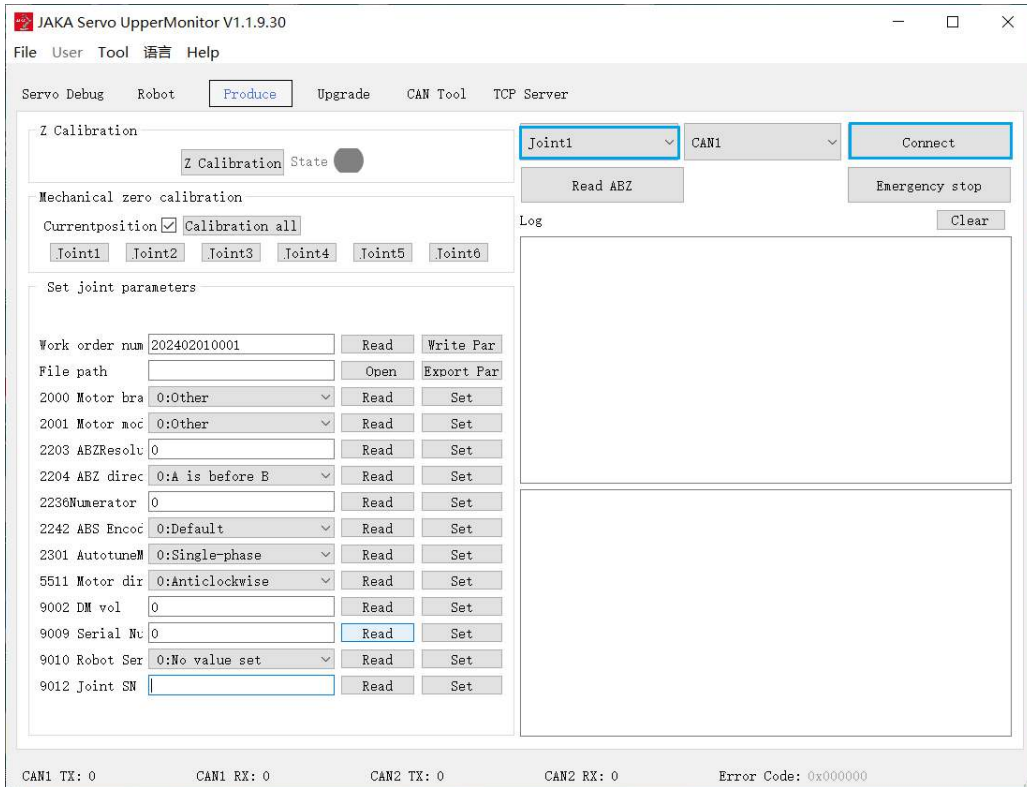 JAKA Servo UpperMonitor V1.1.9.30
File User Tool 语言 Help
Servo Debug Robot Produce Upgrade CAN Tool TCP Server
Z Calibration
Z Calibration State
Joint1 CAN1 Connect
Read ABZ Emergency stop
Mechanical zero calibration
Currentposition Calibration all
Joint1 Joint2 Joint3 Joint4 Joint5 Joint6
Log Clear
Set joint parameters
Work order num 202402010001 Read Write Par
File path Open Export Par
2000 Motor bra 0:Other Read Set
2001 Motor mod 0:Other Read Set
2203 ABZResolu 0 Read Set
2204 ABZ direc 0:A is before B Read Set
2236Numerator 0 Read Set
2242 ABS Encod 0:Default Read Set
2301 AutotuneM 0:Single-phase Read Set
5511 Motor dir 0:Anticlockwise Read Set
9002 DM vol 0 Read Set
9009 Serial Nu 0 Read Set
9010 Robot Ser 0:No value set Read Set
9012 Joint SN Read Set
CAN1 TX: 0 CAN1 RX: 0 CAN2 TX: 0 CAN2 RX: 0 Error Code: 0x000000